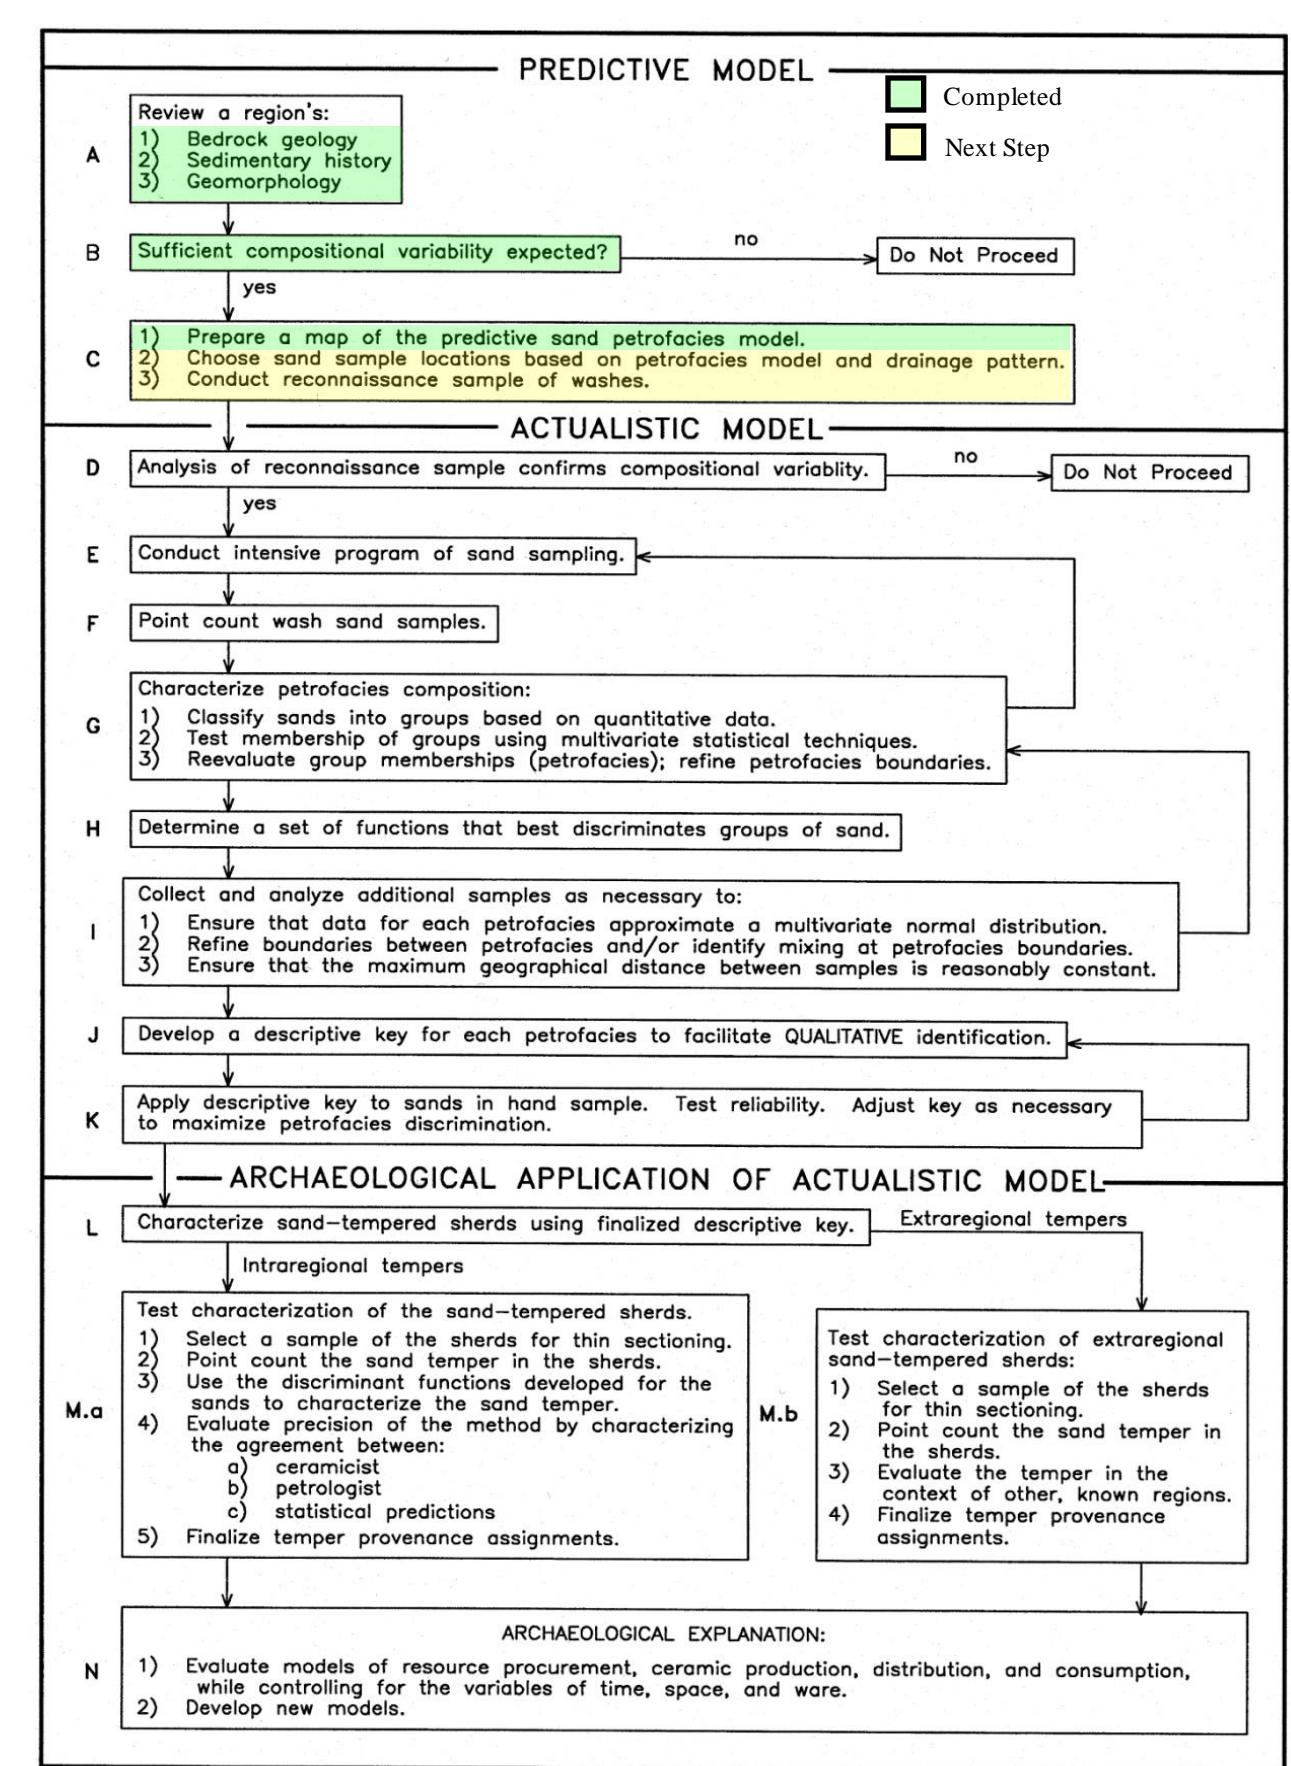 PREDICTIVE MODEL
Completed
Next Step
A
Review a region's:
1) Bedrock geology
2) Sedimentary history
3) Geomorphology
B
Sufficient compositional variability expected?
no
Do Not Proceed
yes
C
1) Prepare a map of the predictive sand petrofacies model.
2) Choose sand sample locations based on petrofacies model and drainage pattern.
3) Conduct reconnaissance sample of washes.
ACTUALISTIC MODEL
D
Analysis of reconnaissance sample confirms compositional variablity.
no
Do Not Proceed
yes
E
Conduct intensive program of sand sampling.
F
Point count wash sand samples.
G
Characterize petrofacies composition:
1) Classify sands into groups based on quantitative data.
2) Test membership of groups using multivariate statistical techniques.
3) Reevaluate group memberships (petrofacies); refine petrofacies boundaries.
H
Determine a set of functions that best discriminates groups of sand.
I
Collect and analyze additional samples as necessary to:
1) Ensure that data for each petrofacies approximate a multivariate normal distribution.
2) Refine boundaries between petrofacies and/or identify mixing at petrofacies boundaries.
3) Ensure that the maximum geographical distance between samples is reasonably constant.
J
Develop a descriptive key for each petrofacies to facilitate QUALITATIVE identification.
K
Apply descriptive key to sands in hand sample. Test reliability. Adjust key as necessary
to maximize petrofacies discrimination.
ARCHAEOLOGICAL APPLICATION OF ACTUALISTIC MODEL
L
Characterize sand-tempered sherds using finalized descriptive key.
Extraregional tempers
Intraregional tempers
M.a
Test characterization of the sand-tempered sherds.
1) Select a sample of the sherds for thin sectioning.
2) Point count the sand temper in the sherds.
3) Use the discriminant functions developed for the
sands to characterize the sand temper.
4) Evaluate precision of the method by characterizing
the agreement between:
a) ceramicist
b) petrologist
c) statistical predictions
5) Finalize temper provenance assignments.
M.b
Test characterization of extraregional
sand-tempered sherds:
1) Select a sample of the sherds
for thin sectioning.
2) Point count the sand temper in
the sherds.
3) Evaluate the temper in the
context of other, known regions.
4) Finalize temper provenance
assignments.
N
ARCHAEOLOGICAL EXPLANATION:
1) Evaluate models of resource procurement, ceramic production, distribution, and consumption,
while controlling for the variables of time, space, and ware.
2) Develop new models.